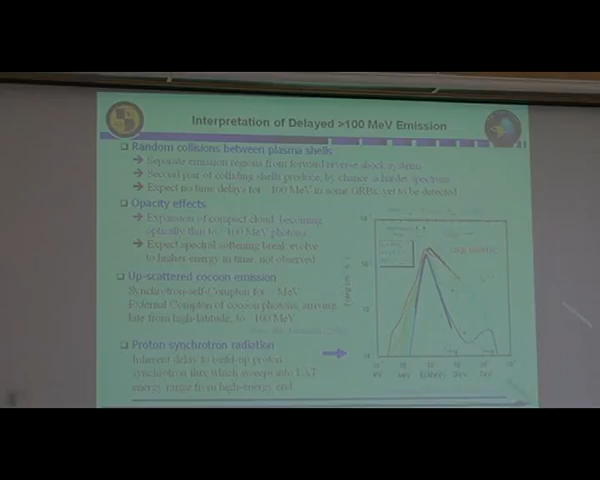 Interpretation of Delayed >100 MeV Emission
Random collisions between plasma shells
Separate emission regions from forward/reverse shock systems
Second pair of colliding shells produce, by chance a harder spectrum
Expect no time delays for 100 MeV in some GRBs, yet to be detected
Opacity effects
Expansion of compact cloud, becoming
optically thin to 100 MeV photons
Expect spectral softening break evolve
to higher energy in time, not observed
Up-scattered cocoon emission
Synchrotron-self-Compton for MeV
External Compton of cocoon photons, arriving
late from high-latitude, to 100 MeV
Proton synchrotron radiation
Inherent delay to build-up proton
synchrotron flux which sweeps into LAT
energy range from high-energy end